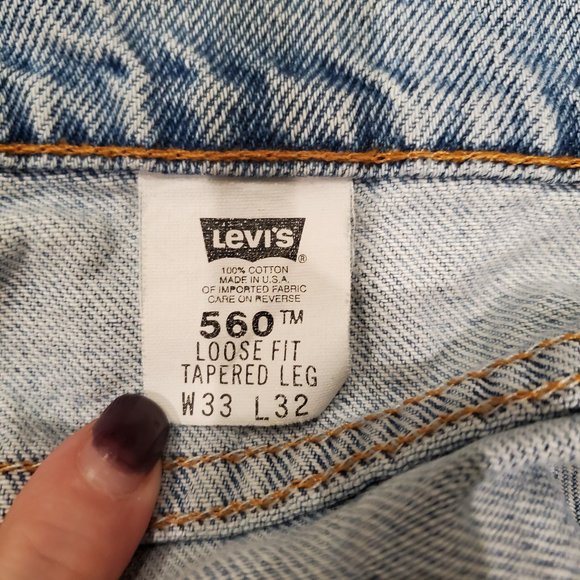 Levi's
®
100% COTTON
MADE IN U.S.A.
OF IMPORTED FABRIC
CARE ON REVERSE
560™
LOOSE FIT
TAPERED LEG
W33 L32